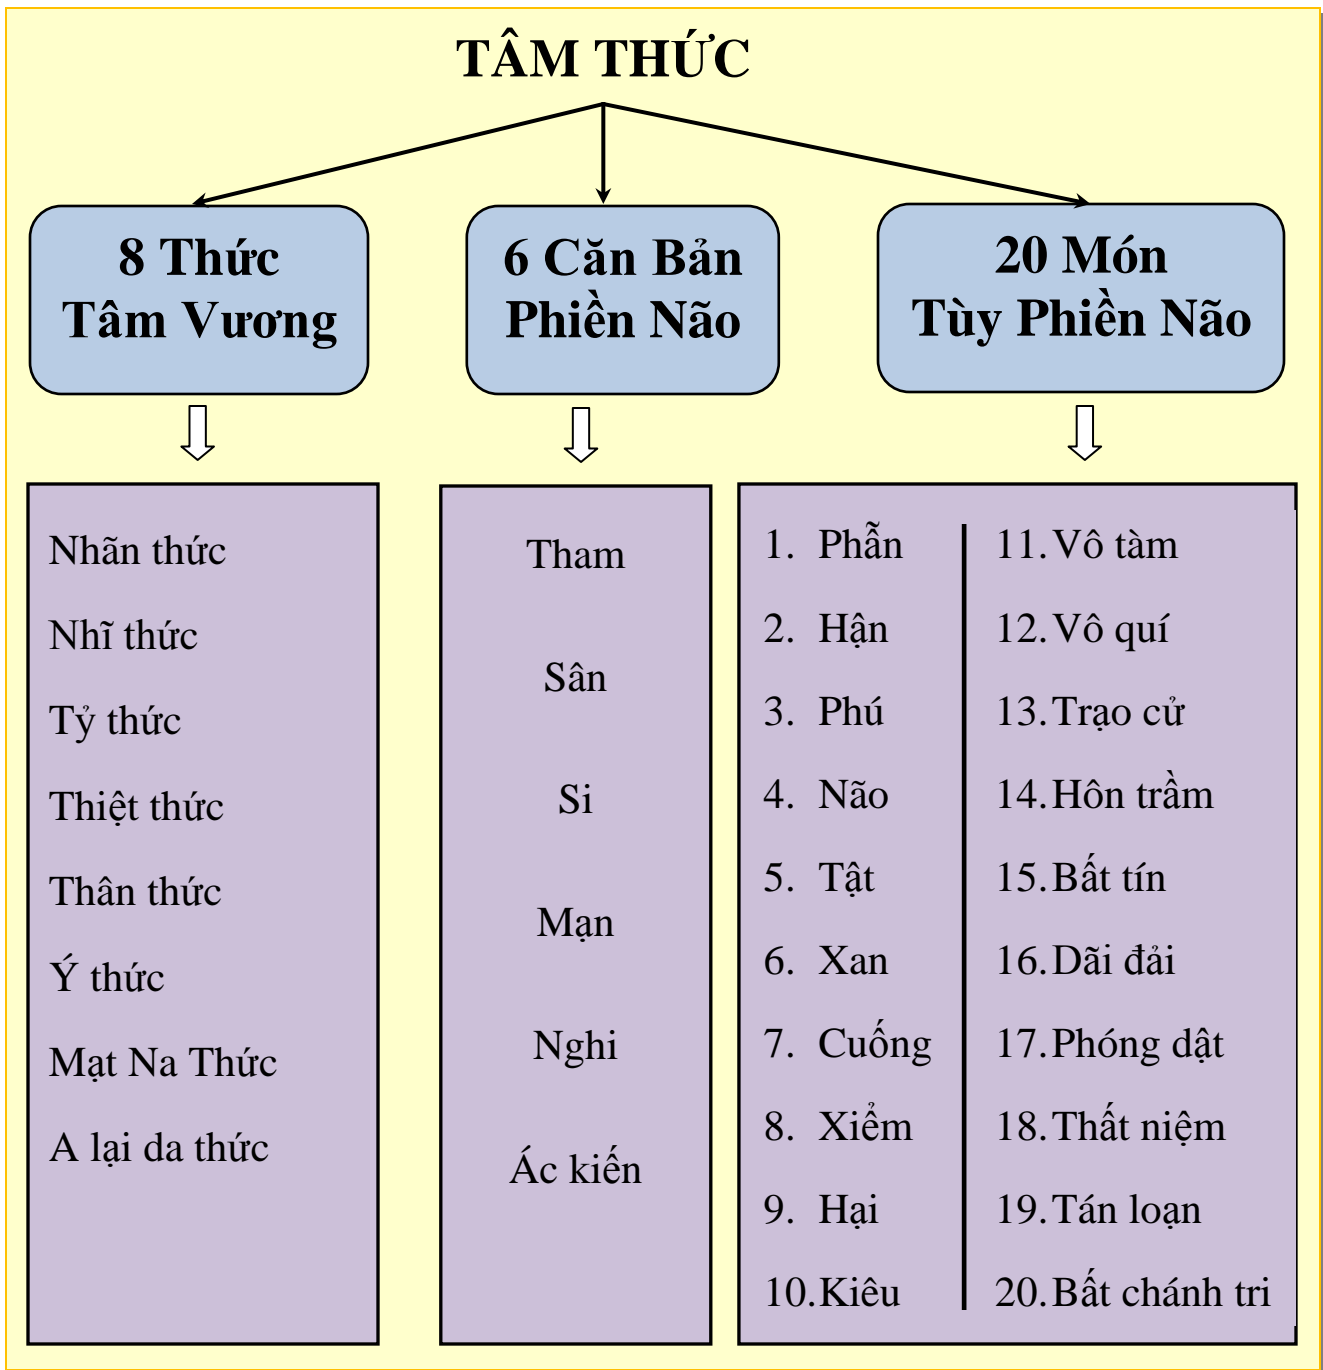 TÂM THỨC
8 Thức
Tâm Vương
6 Căn Bản
Phiền Não
20 Món
Tùy Phiền Não
Nhãn thức
Nhĩ thức
Tỷ thức
Thiệt thức
Thân thức
Ý thức
Mạt Na Thức
A lại da thức
Tham
Sân
Si
Mạn
Nghi
Ác kiến
1. Phẫn
2. Hận
3. Phú
4. Não
5. Tật
6. Xan
7. Cuống
8. Xiểm
9. Hại
10. Kiêu
11. Vô tàm
12. Vô quí
13. Trạo cử
14. Hôn trầm
15. Bất tín
16. Dãi đải
17. Phóng dật
18. Thất niệm
19. Tán loạn
20. Bất chánh tri